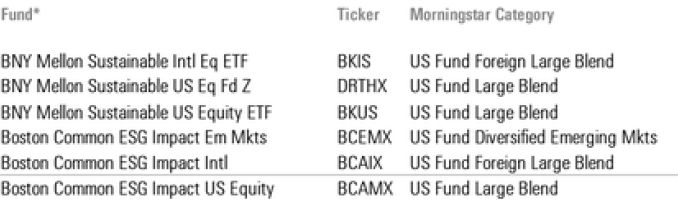 Fund* Ticker Morningstar Category
BNY Mellon Sustainable Intl Eq ETF BKIS US Fund Foreign Large Blend
BNY Mellon Sustainable US Eq Fd Z DRTHX US Fund Large Blend
BNY Mellon Sustainable US Equity ETF BKUS US Fund Large Blend
Boston Common ESG Impact Em Mkts BCEMX US Fund Diversified Emerging Mkts
Boston Common ESG Impact Intl BCAIX US Fund Foreign Large Blend
Boston Common ESG Impact US Equity BCAMX US Fund Large Blend